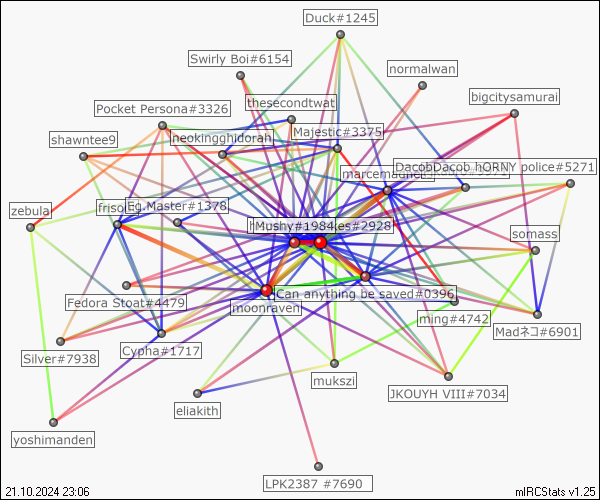 Duck#1245
Swirly Boi#6154
normalwan
bigcitysamurai
thesecondtwat
Pocket Persona#3326
Majestic#3375
neokingghidorah
shawntee9
DacobDacob hORNY police#5271
marcemarc
Eg.Master#1378
friso
zebula
Mushy#1984
es#2928
somass
Can anything be saved#0396
Fedora Stoat#4479
moonraven
ming#4742
Madネコ#6901
Cypha#1717
Silver#7938
mukszi
JKOUYH VIII#7034
eliakith
yoshimanden
LPK2387 #7690
21.10.2024 23:06
mIRCStats v1.25